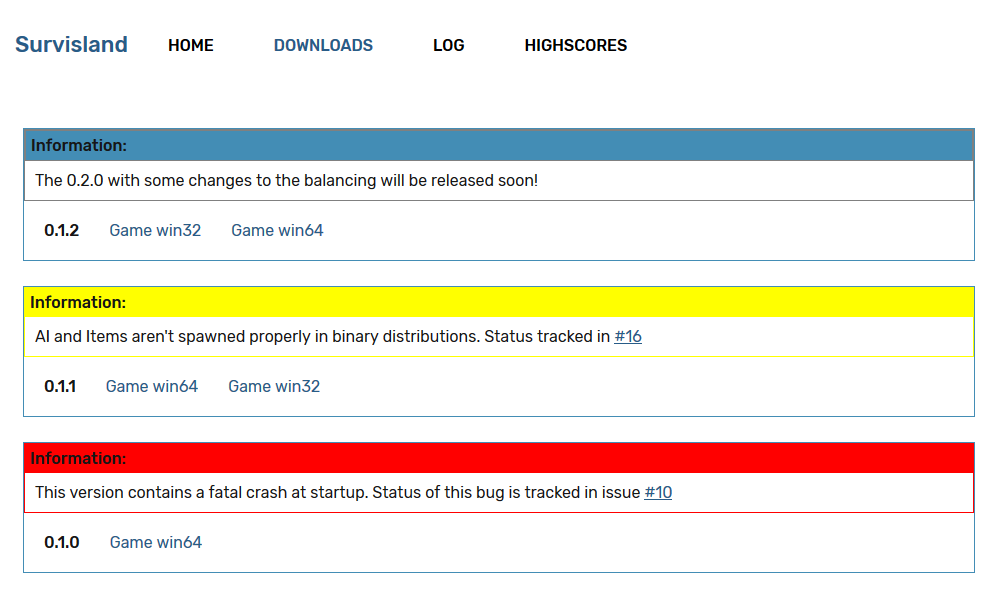 Survisland HOME DOWNLOADS LOG HIGHSCORES
Information:
The 0.2.0 with some changes to the balancing will be released soon!
0.1.2 Game win32 Game win64
Information:
AI and Items aren't spawned properly in binary distributions. Status tracked in #16
0.1.1 Game win64 Game win32
Information:
This version contains a fatal crash at startup. Status of this bug is tracked in issue #10
0.1.0 Game win64